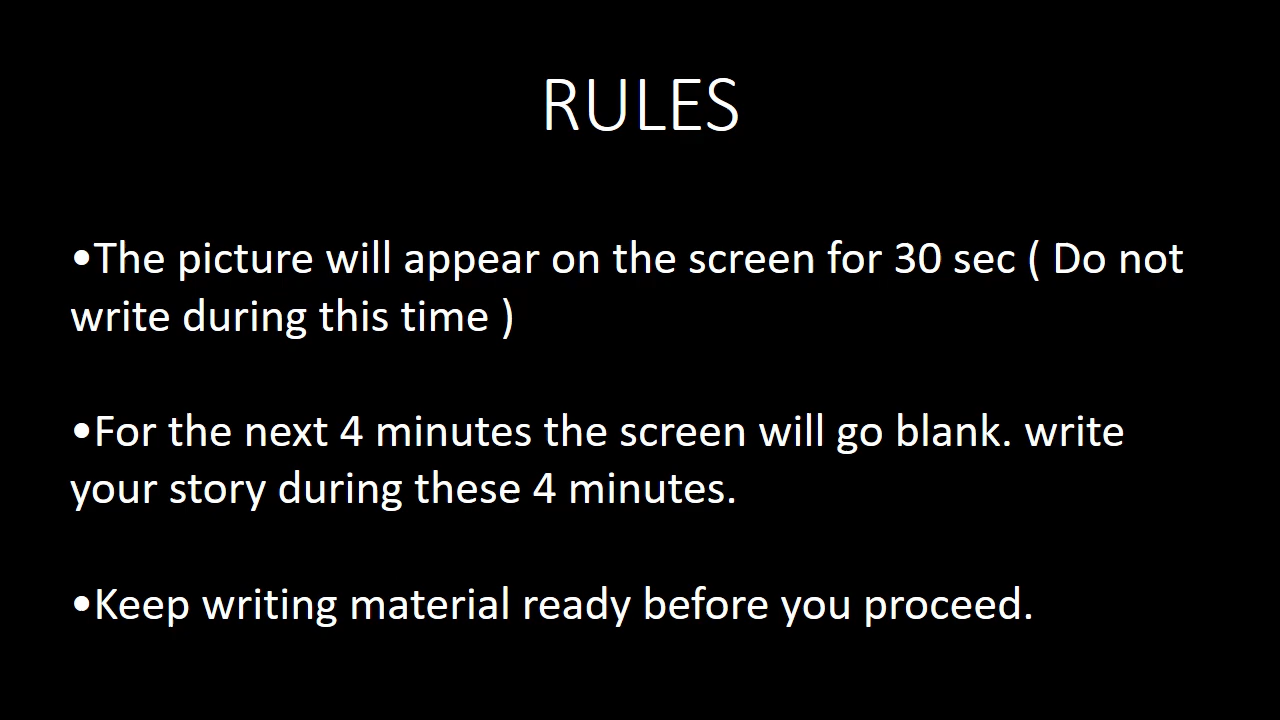 RULES
•The picture will appear on the screen for 30 sec ( Do not
write during this time )
•For the next 4 minutes the screen will go blank. write
your story during these 4 minutes.
•Keep writing material ready before you proceed.